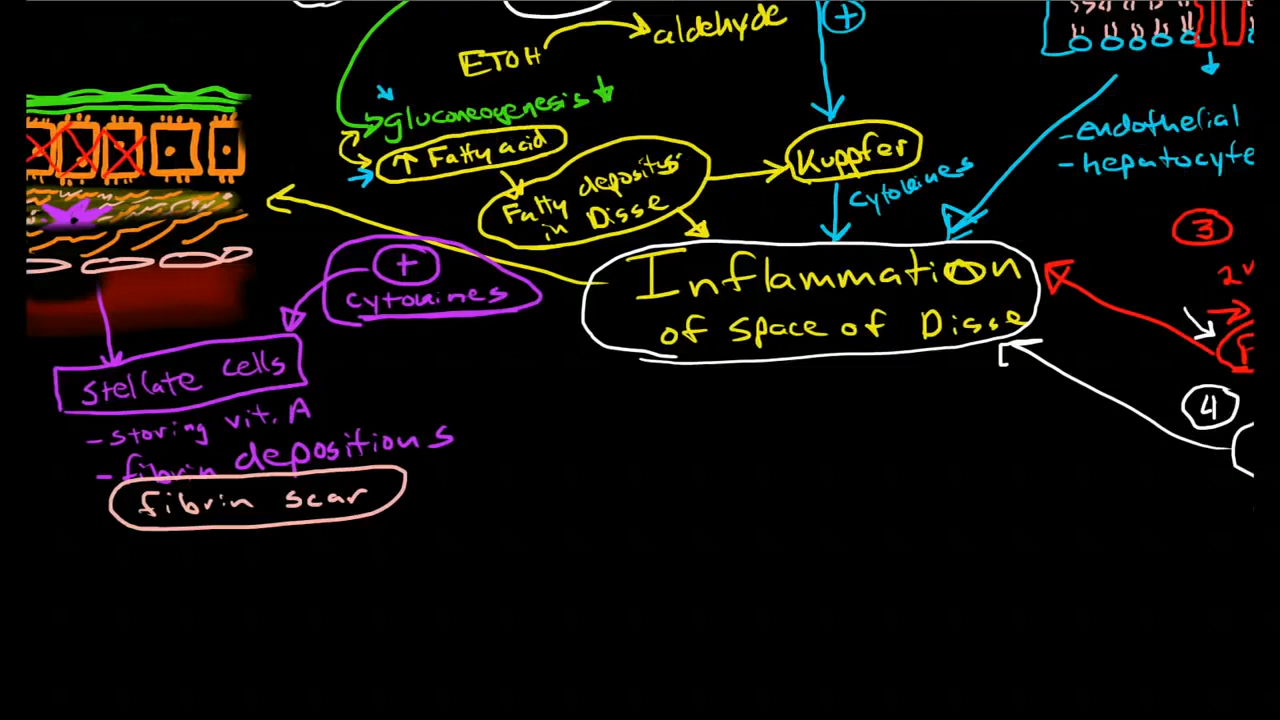 aldehyde
ETOH
+
gluconeogenesis
↑ Fatty acid
Fatty deposits
in Disse
Kuppfer
cytokines
-endothelial
-hepatocyte
3
Inflammation
of space of Disse
+
cytokines
4
Stellate cells
-storing vit. A
-fibrin depositions
fibrin scar